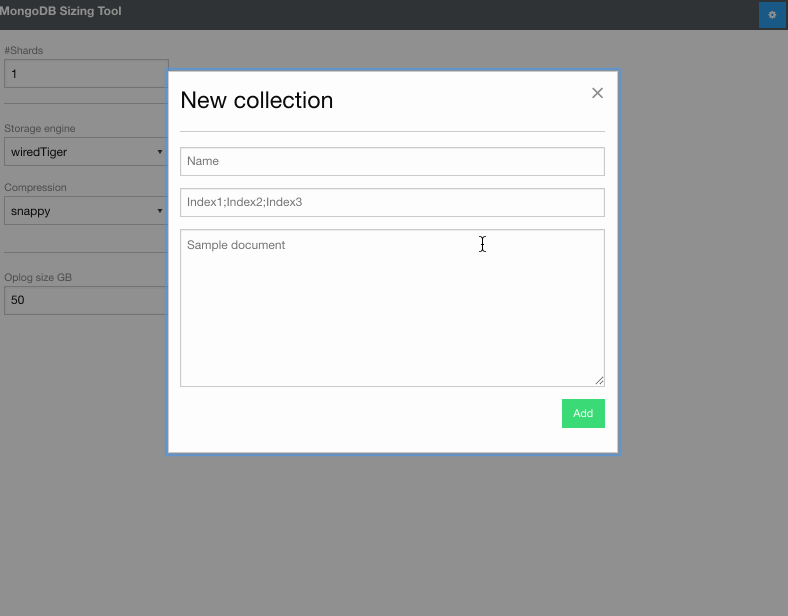 MongoDB Sizing Tool
#Shards
1
Storage engine
wiredTiger
Compression
snappy
Oplog size GB
50
New collection
Name
Index1;Index2;Index3
Sample document
Add